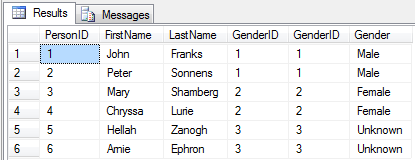 Results Messages
PersonID FirstName LastName GenderID GenderID Gender
1 1 John Franks 1 1 Male
2 2 Peter Sonnens 1 1 Male
3 3 Mary Shamberg 2 2 Female
4 4 Chryssa Lurie 2 2 Female
5 5 Hellah Zanogh 3 3 Unknown
6 6 Arnie Ephron 3 3 Unknown